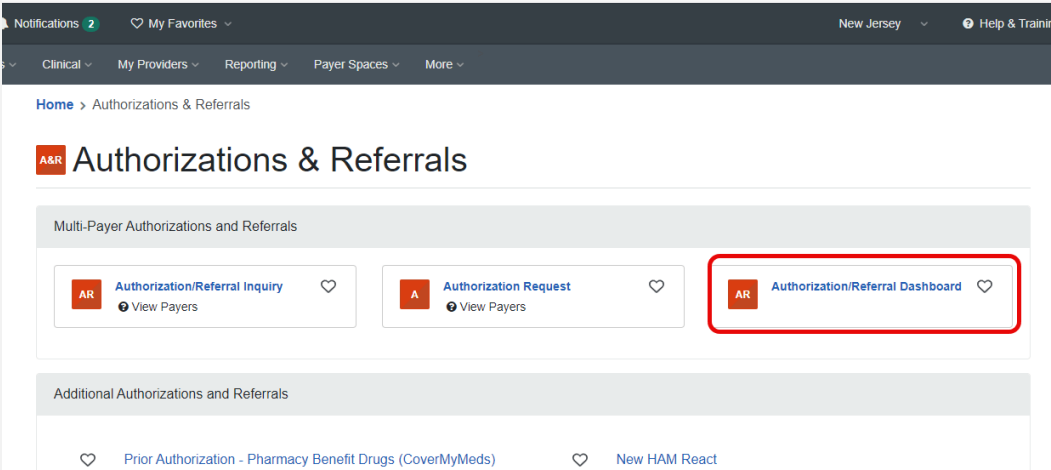 Notifications 2 My Favorites New Jersey Help &
Clinical My Providers Reporting Payer Spaces More
Home > Authorizations & Referrals
A&R Authorizations & Referrals
Multi-Payer Authorizations and Referrals
AR Authorization/Referral Inquiry
? View Payers
A Authorization Request
? View Payers
AR Authorization/Referral Dashboard
Additional Authorizations and Referrals
Prior Authorization - Pharmacy Benefit Drugs (CoverMyMeds) New HAM React